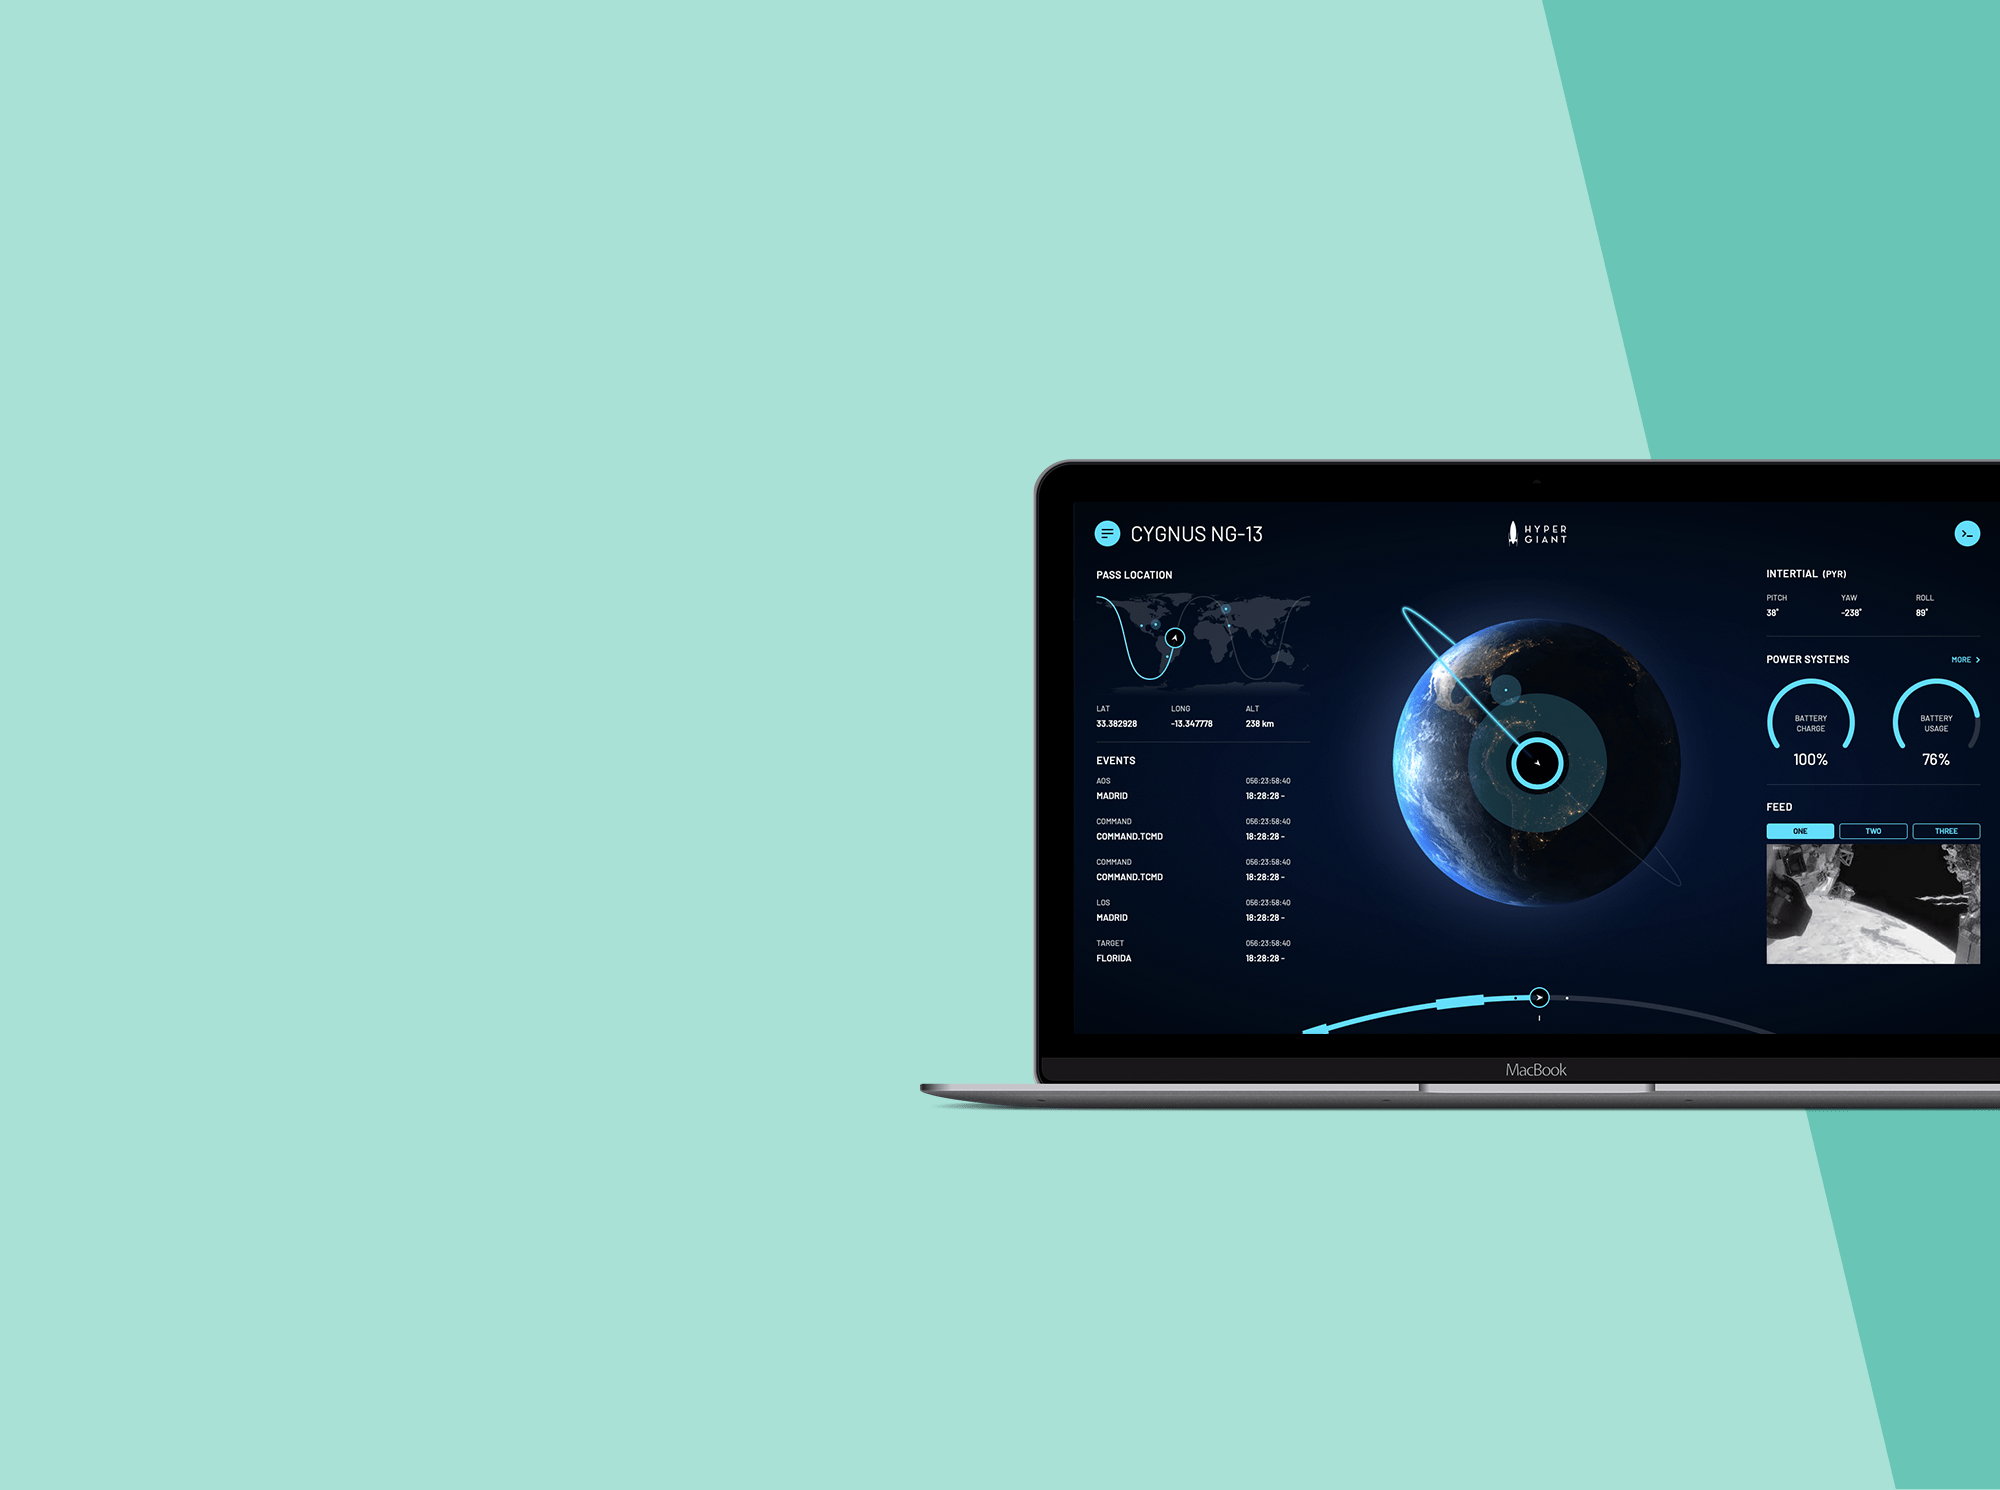 CYGNUS NG-13
HYPER
GIANT
PASS LOCATION
LAT LONG ALT
33.382928 -13.347778 238 km
EVENTS
AOS 056:23:58:40
MADRID 18:28:28 -
COMMAND 056:23:58:40
COMMAND.TCMD 18:28:28 -
COMMAND 056:23:58:40
COMMAND.TCMD 18:28:28 -
LOS 056:23:58:40
MADRID 18:28:28 -
TARGET 056:23:58:40
FLORIDA 18:28:28 -
INTERTIAL (PYR)
PITCH YAW ROLL
38° -238° 89°
POWER SYSTEMS MORE >
BATTERY
CHARGE
100%
BATTERY
USAGE
76%
FEED
ONE TWO THREE
MacBook